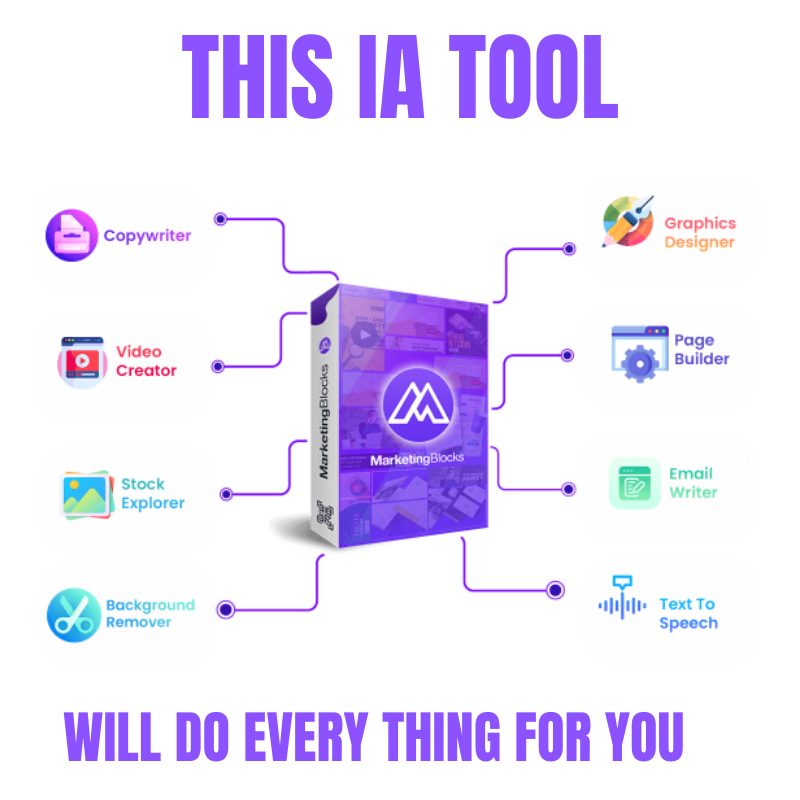 THIS IA TOOL
Copywriter
Video
Creator
Stock
Explorer
Background
Remover
MarketingBlocks
MarketingBlocks
Graphics
Designer
Page
Builder
Email
Writer
Text To
Speech
WILL DO EVERY THING FOR YOU